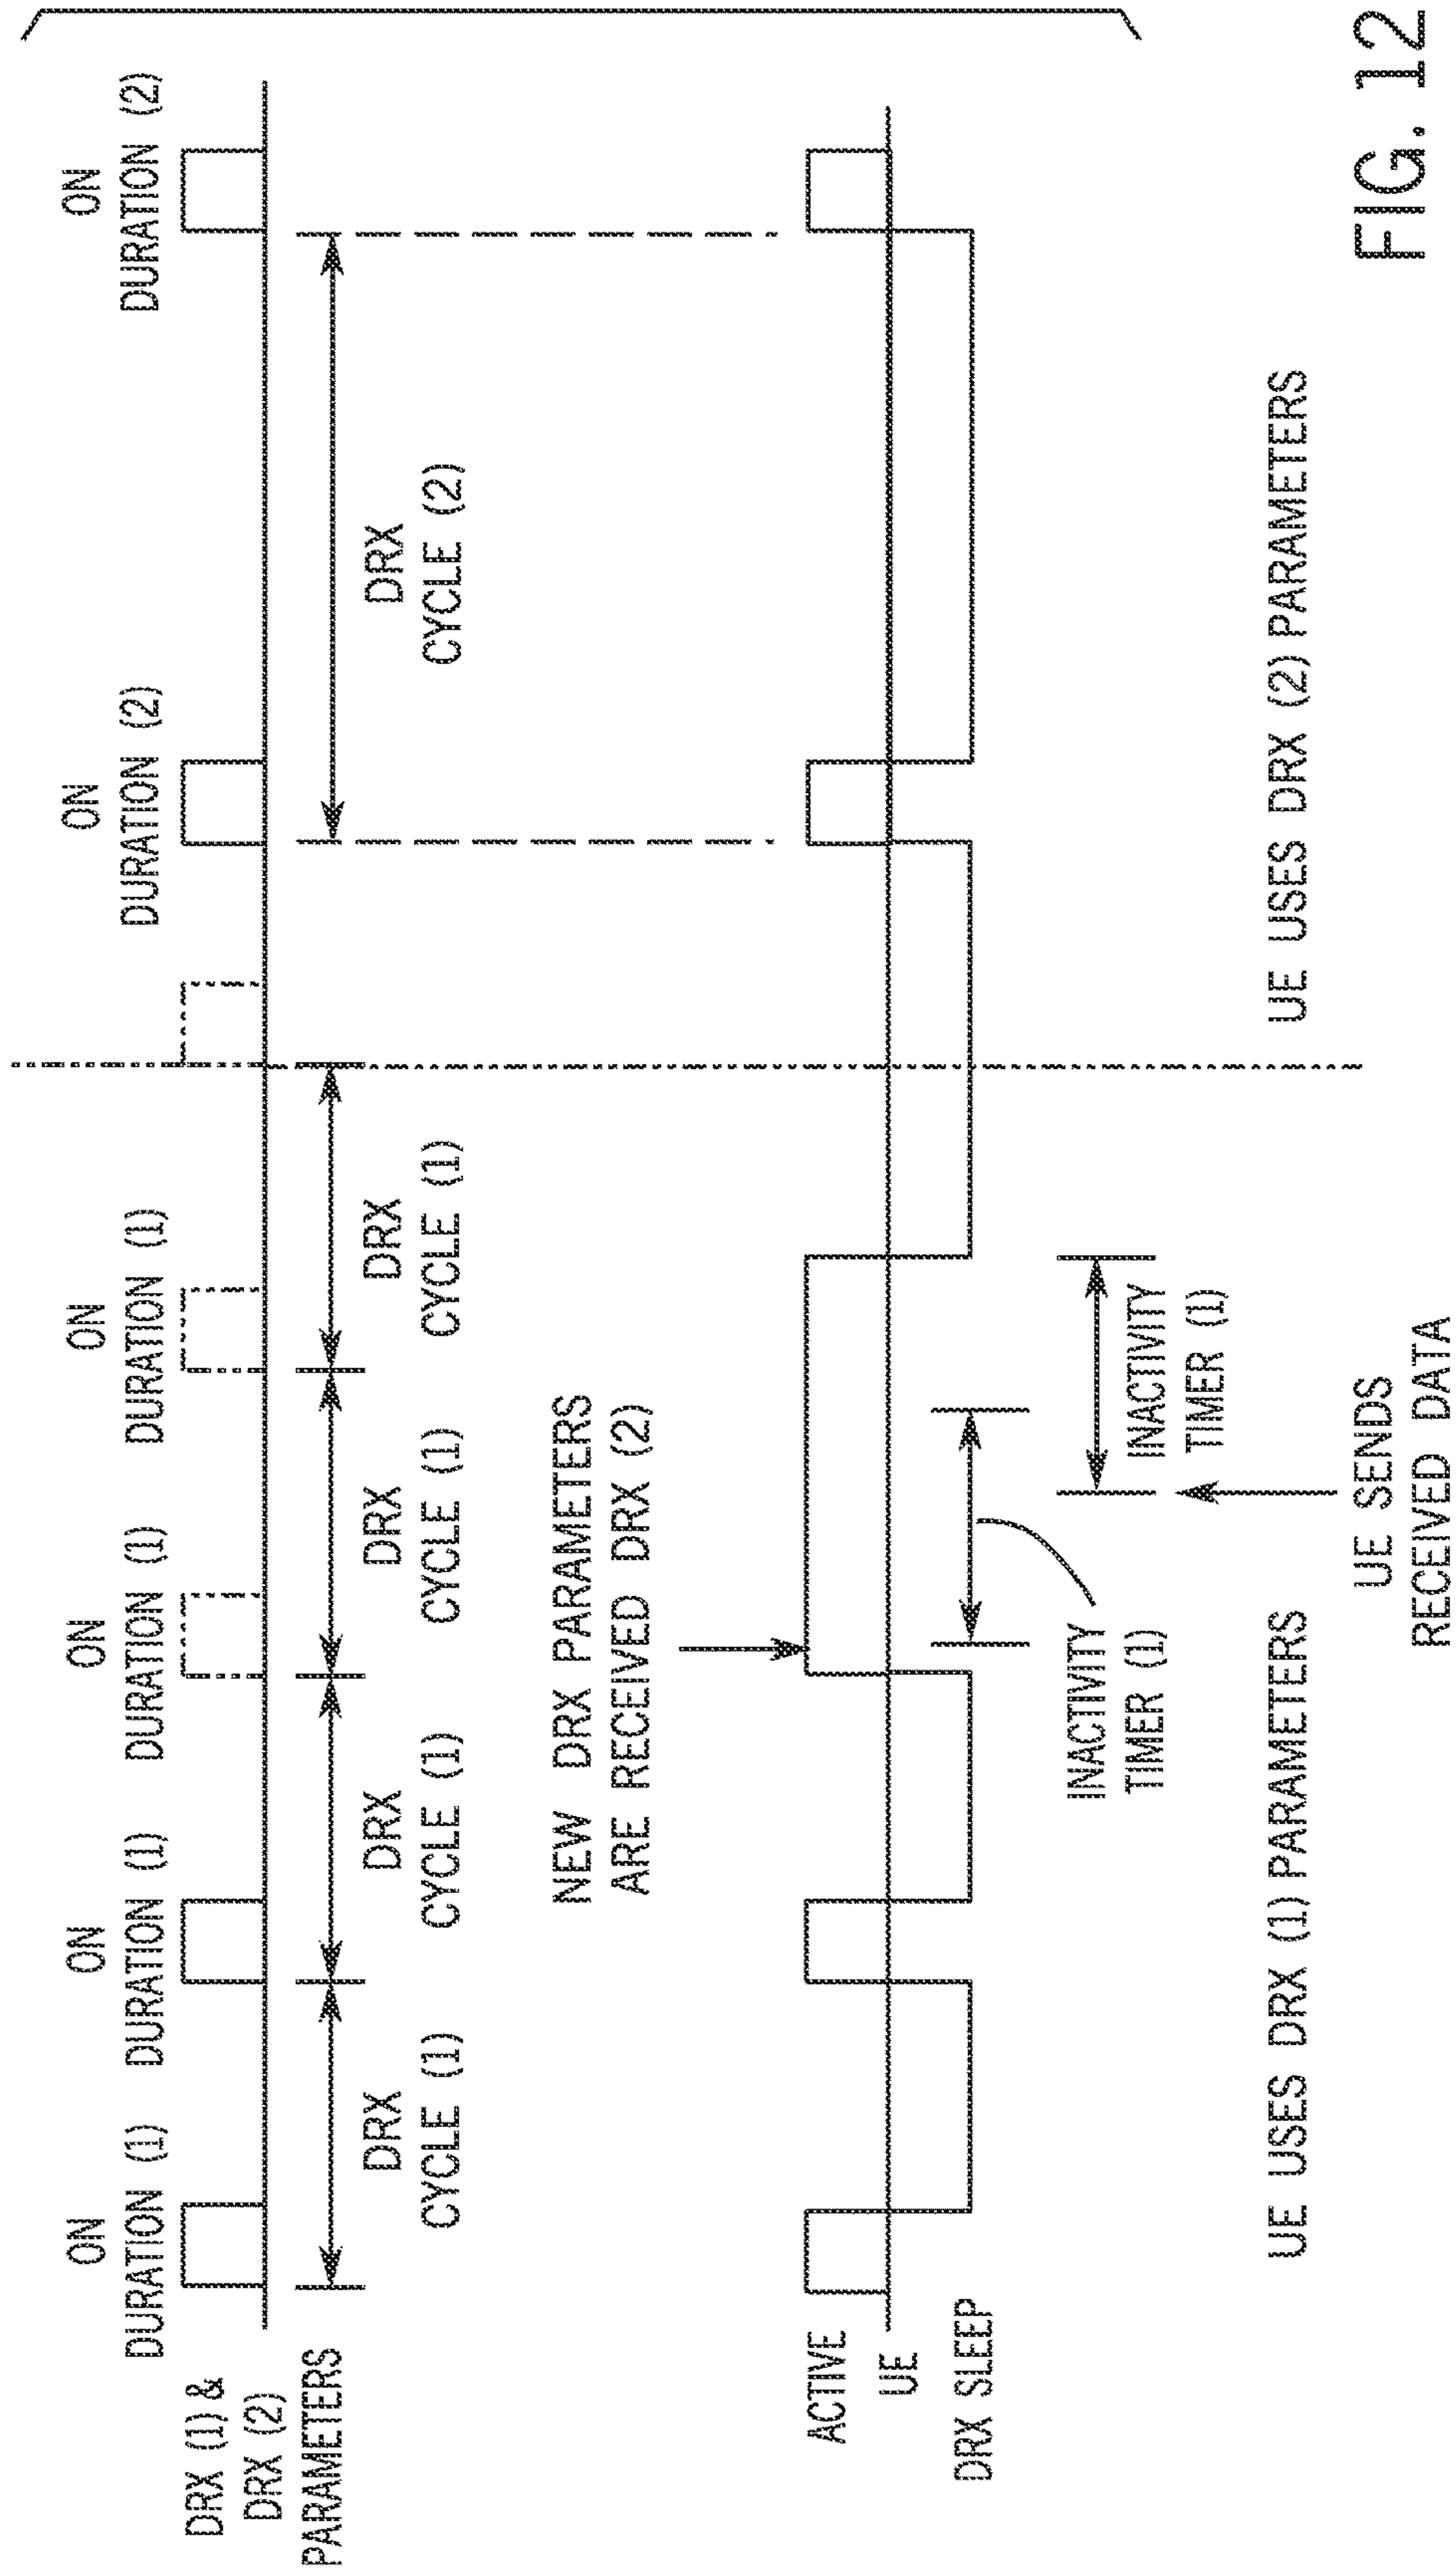 ON
DURATION (1)
ON
DURATION (1)
ON
DURATION (1)
ON
DURATION (1)
ON
DURATION (2)
ON
DURATION (2)
DRX (1) &
DRX (2)
PARAMETERS
DRX
CYCLE (1)
DRX
CYCLE (1)
DRX
CYCLE (1)
DRX
CYCLE (1)
DRX
CYCLE (2)
NEW DRX PARAMETERS
ARE RECEIVED DRX (2)
ACTIVE
UE
DRX SLEEP
INACTIVITY
TIMER (1)
INACTIVITY
TIMER (1)
UE USES DRX (1) PARAMETERS
UE USES DRX (2) PARAMETERS
UE SENDS
RECEIVED DATA
FIG. 12